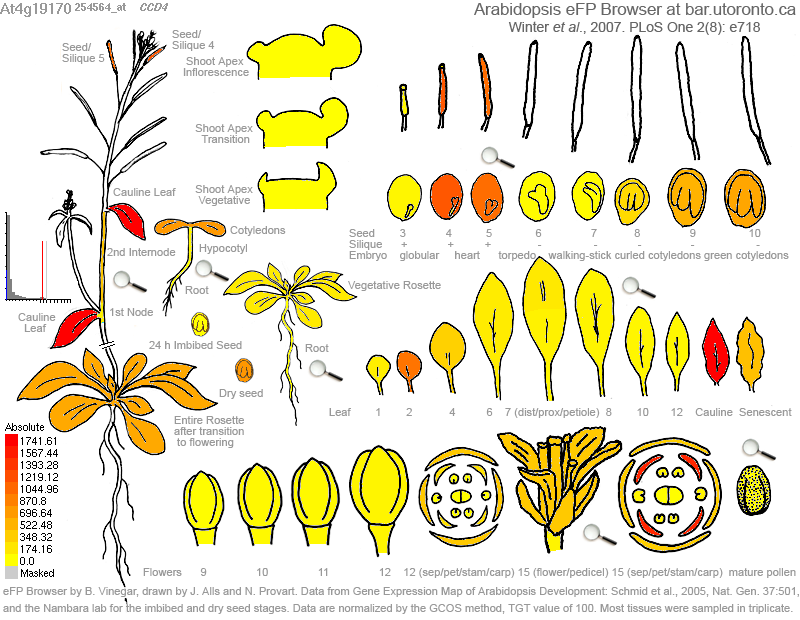 At4g19170 254564_at CCD4
Arabidopsis eFP Browser at bar.utoronto.ca
Winter et al., 2007. PLoS One 2(8): e718
Seed/
Silique 5
Seed/
Silique 4
Shoot Apex
Inflorescence
Shoot Apex
Transition
Shoot Apex
Vegetative
Cauline Leaf
Cotyledons
2nd Internode
Hypocotyl
Root
Vegetative Rosette
1st Node
Cauline
Leaf
24 h Imbibed Seed
Root
Dry seed
Entire Rosette
after transition
to flowering
Seed 3 4 5 6 7 8 9 10
Silique + + + - - - - -
Embryo globular heart torpedo walking-stick curled cotyledons green cotyledons
Leaf 1 2 4 6 7 (dist/prox/petiole) 8 10 12 Cauline Senescent
Absolute
1741.61
1567.44
1393.28
1219.12
1044.96
870.8
696.64
522.48
348.32
174.16
0.0
Masked
Flowers 9 10 11 12 12 (sep/pet/stam/carp) 15 (flower/pedicel) 15 (sep/pet/stam/carp) mature pollen
eFP Browser by B. Vinegar, drawn by J. Alls and N. Provart. Data from Gene Expression Map of Arabidopsis Development: Schmid et al., 2005, Nat. Gen. 37:501,
and the Nambara lab for the imbibed and dry seed stages. Data are normalized by the GCOS method, TGT value of 100. Most tissues were sampled in triplicate.